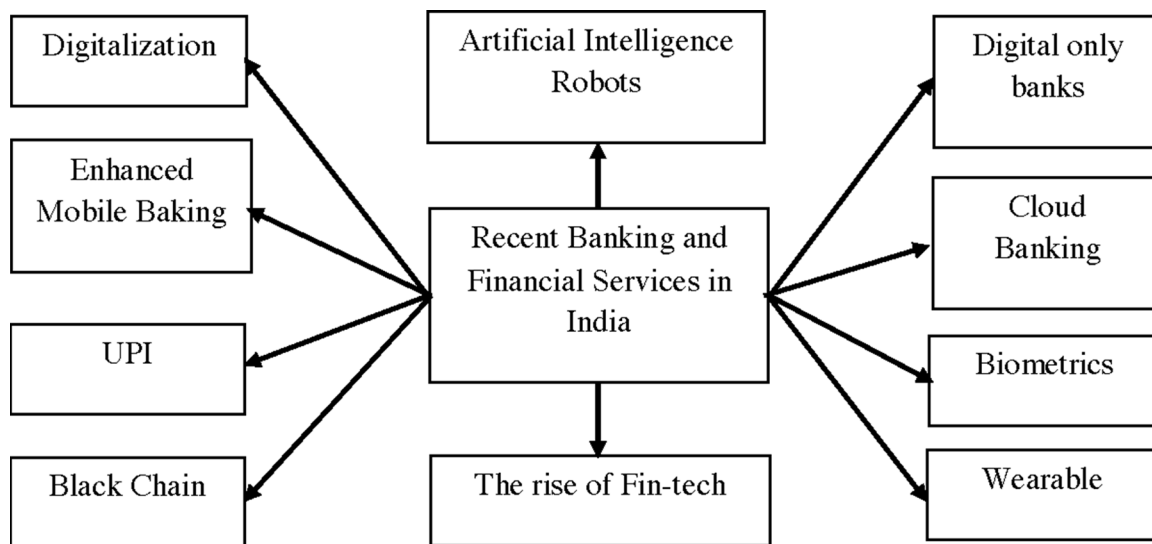 Digitalization
Enhanced
Mobile Baking
UPI
Black Chain
Artificial Intelligence
Robots
Recent Banking and
Financial Services in
India
The rise of Fin-tech
Digital only
banks
Cloud
Banking
Biometrics
Wearable